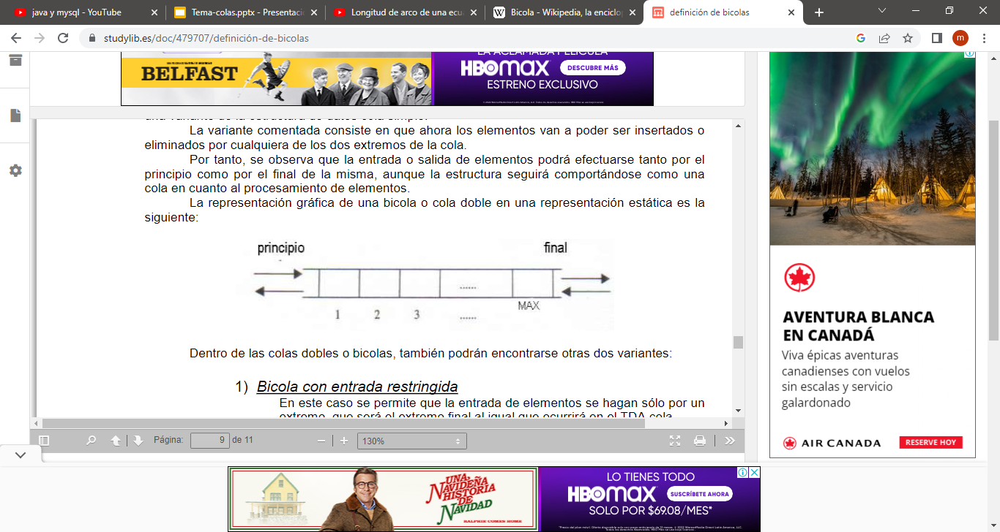 java y mysql - YouTube
Tema-colas.pptx - Presentaci
Longitud de arco de una ecua
Bicola - Wikipedia, la enciclop
definición de bicolas
studylib.es/doc/479707/definición-de-bicolas
m
BELFAST
LA ACLAMADA PELÍCULA
HBOmax
DESCUBRE MÁS
ESTRENO EXCLUSIVO
una variante de la estructura de datos cola simple.
La variante comentada consiste en que ahora los elementos van a poder ser insertados o
eliminados por cualquiera de los dos extremos de la cola.
Por tanto, se observa que la entrada o salida de elementos podrá efectuarse tanto por el
principio como por el final de la misma, aunque la estructura seguirá comportándose como una
cola en cuanto al procesamiento de elementos.
La representación gráfica de una bicola o cola doble en una representación estática es la
siguiente:
principio
final
......
MAX
1 2 3 ......
Dentro de las colas dobles o bicolas, también podrán encontrarse otras dos variantes:
1) Bicola con entrada restringida
En este caso se permite que la entrada de elementos se hagan sólo por un
extremo, que será el extremo final al igual que ocurrirá en el TDA cola
Página: 9 de 11
130%
AVENTURA BLANCA
EN CANADÁ
Viva épicas aventuras
canadienses con vuelos
sin escalas y servicio
galardonado
AIR CANADA
RESERVE HOY
UNA
NAVIDEÑA
HISTORIA
DE
NAVIDAD
RALPHIE COMES HOME
LO TIENES TODO
HBOmax
SUSCRÍBETE AHORA
SOLO POR $69.08/MES*